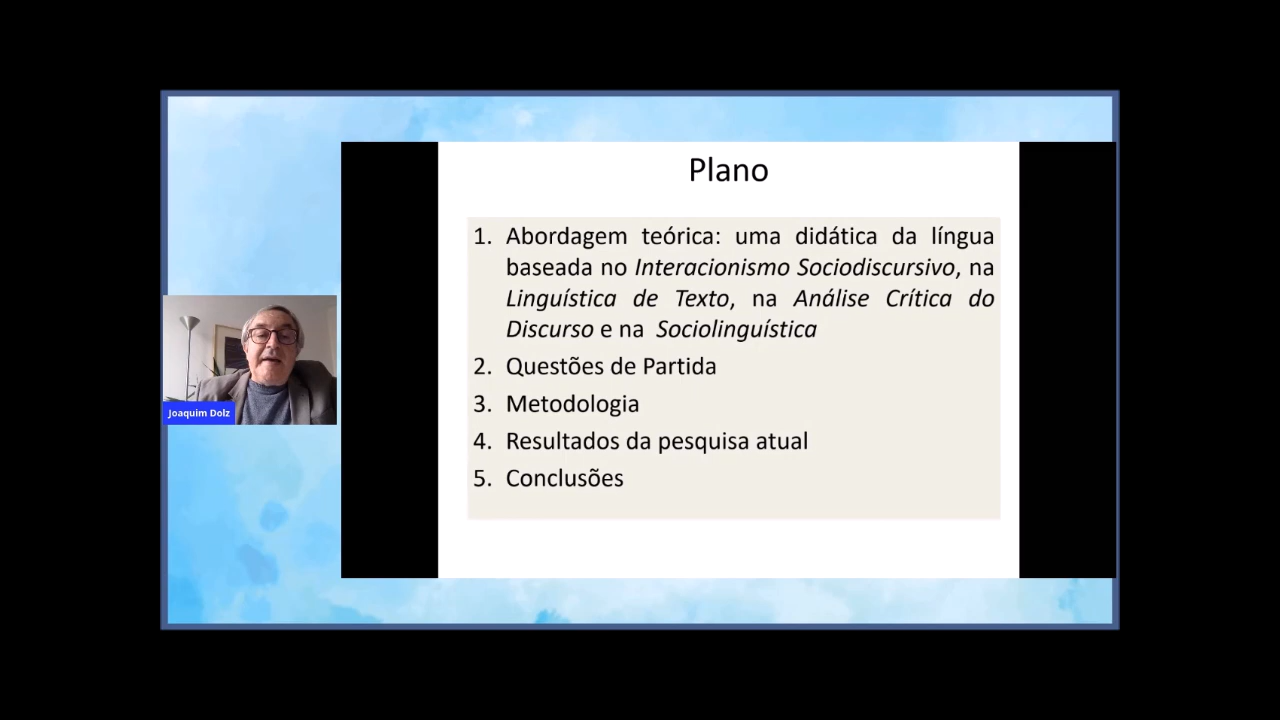 Plano
1. Abordagem teórica: uma didática da língua
baseada no Interacionismo Sociodiscursivo, na
Linguística de Texto, na Análise Crítica do
Discurso e na Sociolinguística
2. Questões de Partida
3. Metodologia
4. Resultados da pesquisa atual
5. Conclusões
Joaquim Dolz